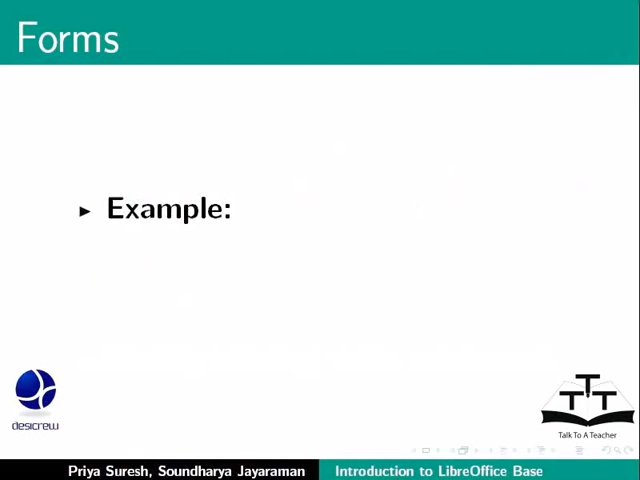 Forms
Example:
desicrew
T T T
Talk To A Teacher
Priya Suresh, Soundharya Jayaraman
Introduction to LibreOffice Base